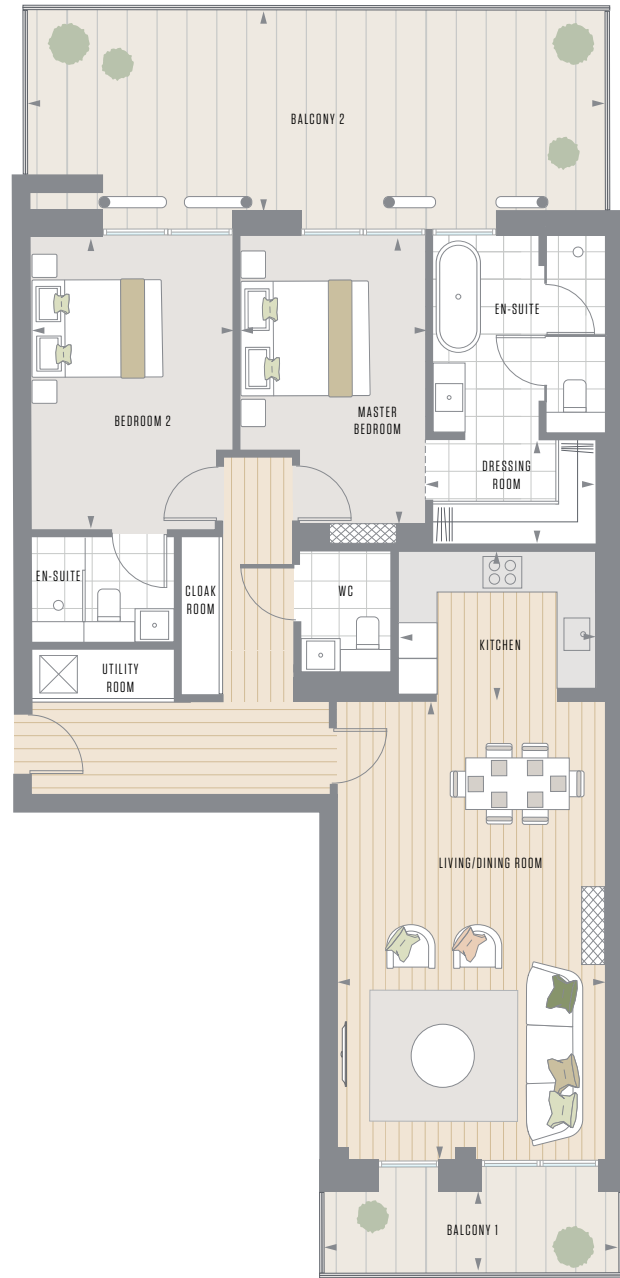 BALCONY 2
EN-SUITE
MASTER
BEDROOM
BEDROOM 2
DRESSING
ROOM
EN-SUITE
CLOAK
ROOM
WC
KITCHEN
UTILITY
ROOM
LIVING/DINING ROOM
BALCONY 1